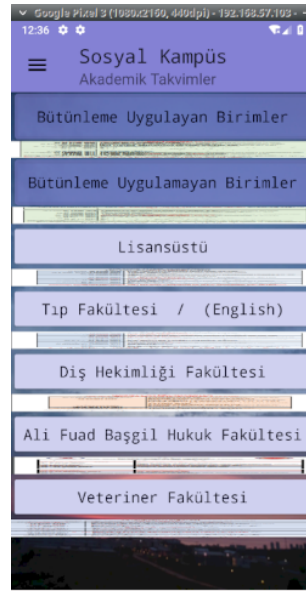 Google Pixel 3 (1080x2160, 440dpi) - 192.168.57.103 -
12:36
Sosyal Kampüs
Akademik Takvimler
Bütünleme Uygulayan Birimler
Bütünleme Uygulamayan Birimler
Lisansüstü
Tıp Fakültesi / (English)
Diş Hekimliği Fakültesi
Ali Fuad Başgil Hukuk Fakültesi
Veteriner Fakültesi